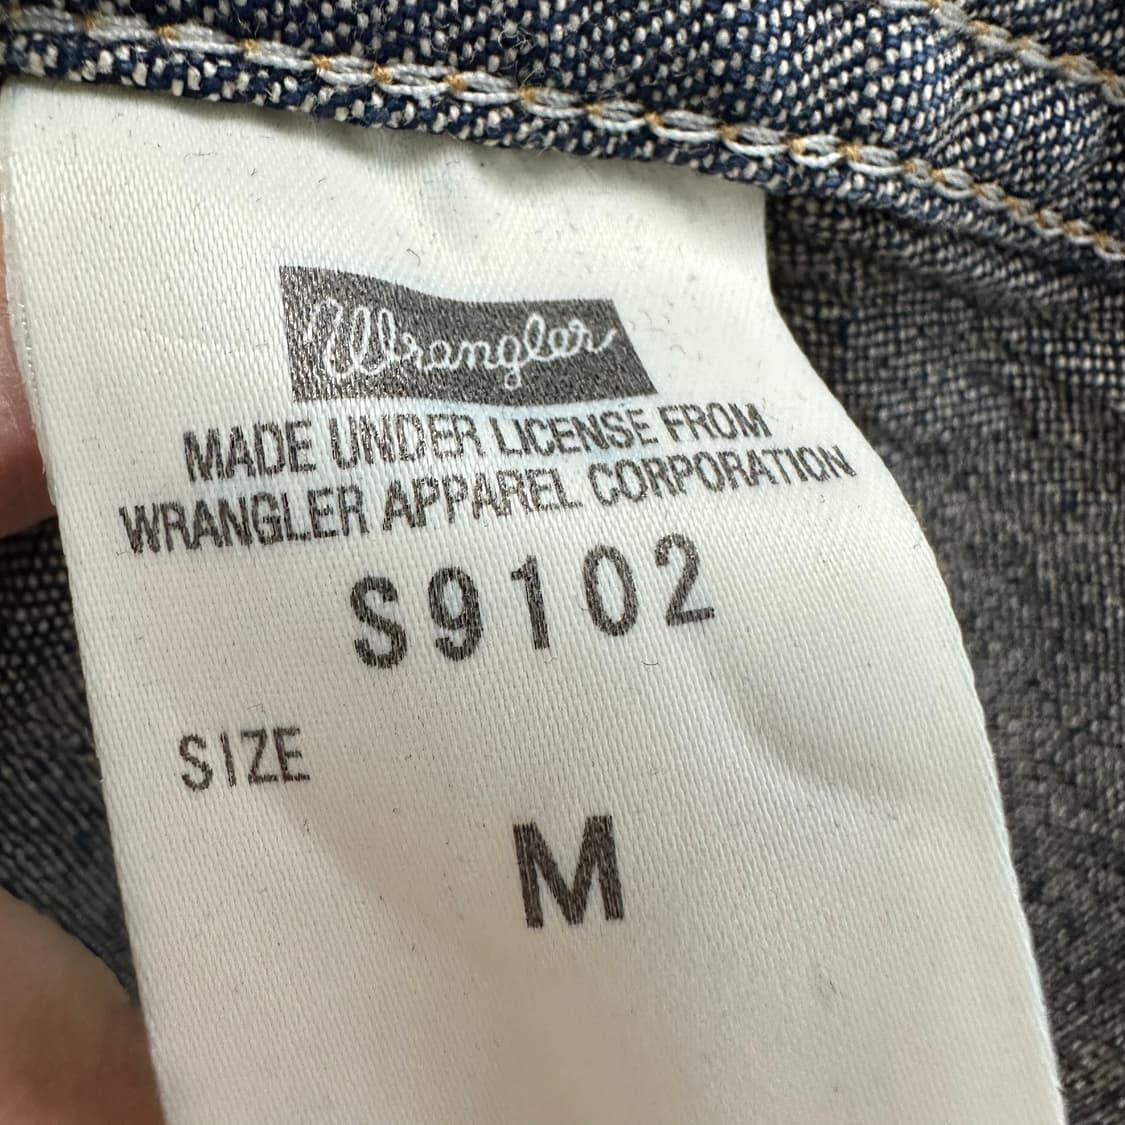 Wrangler
MADE UNDER LICENSE FROM
WRANGLER APPAREL CORPORATION
S9102
SIZE
M